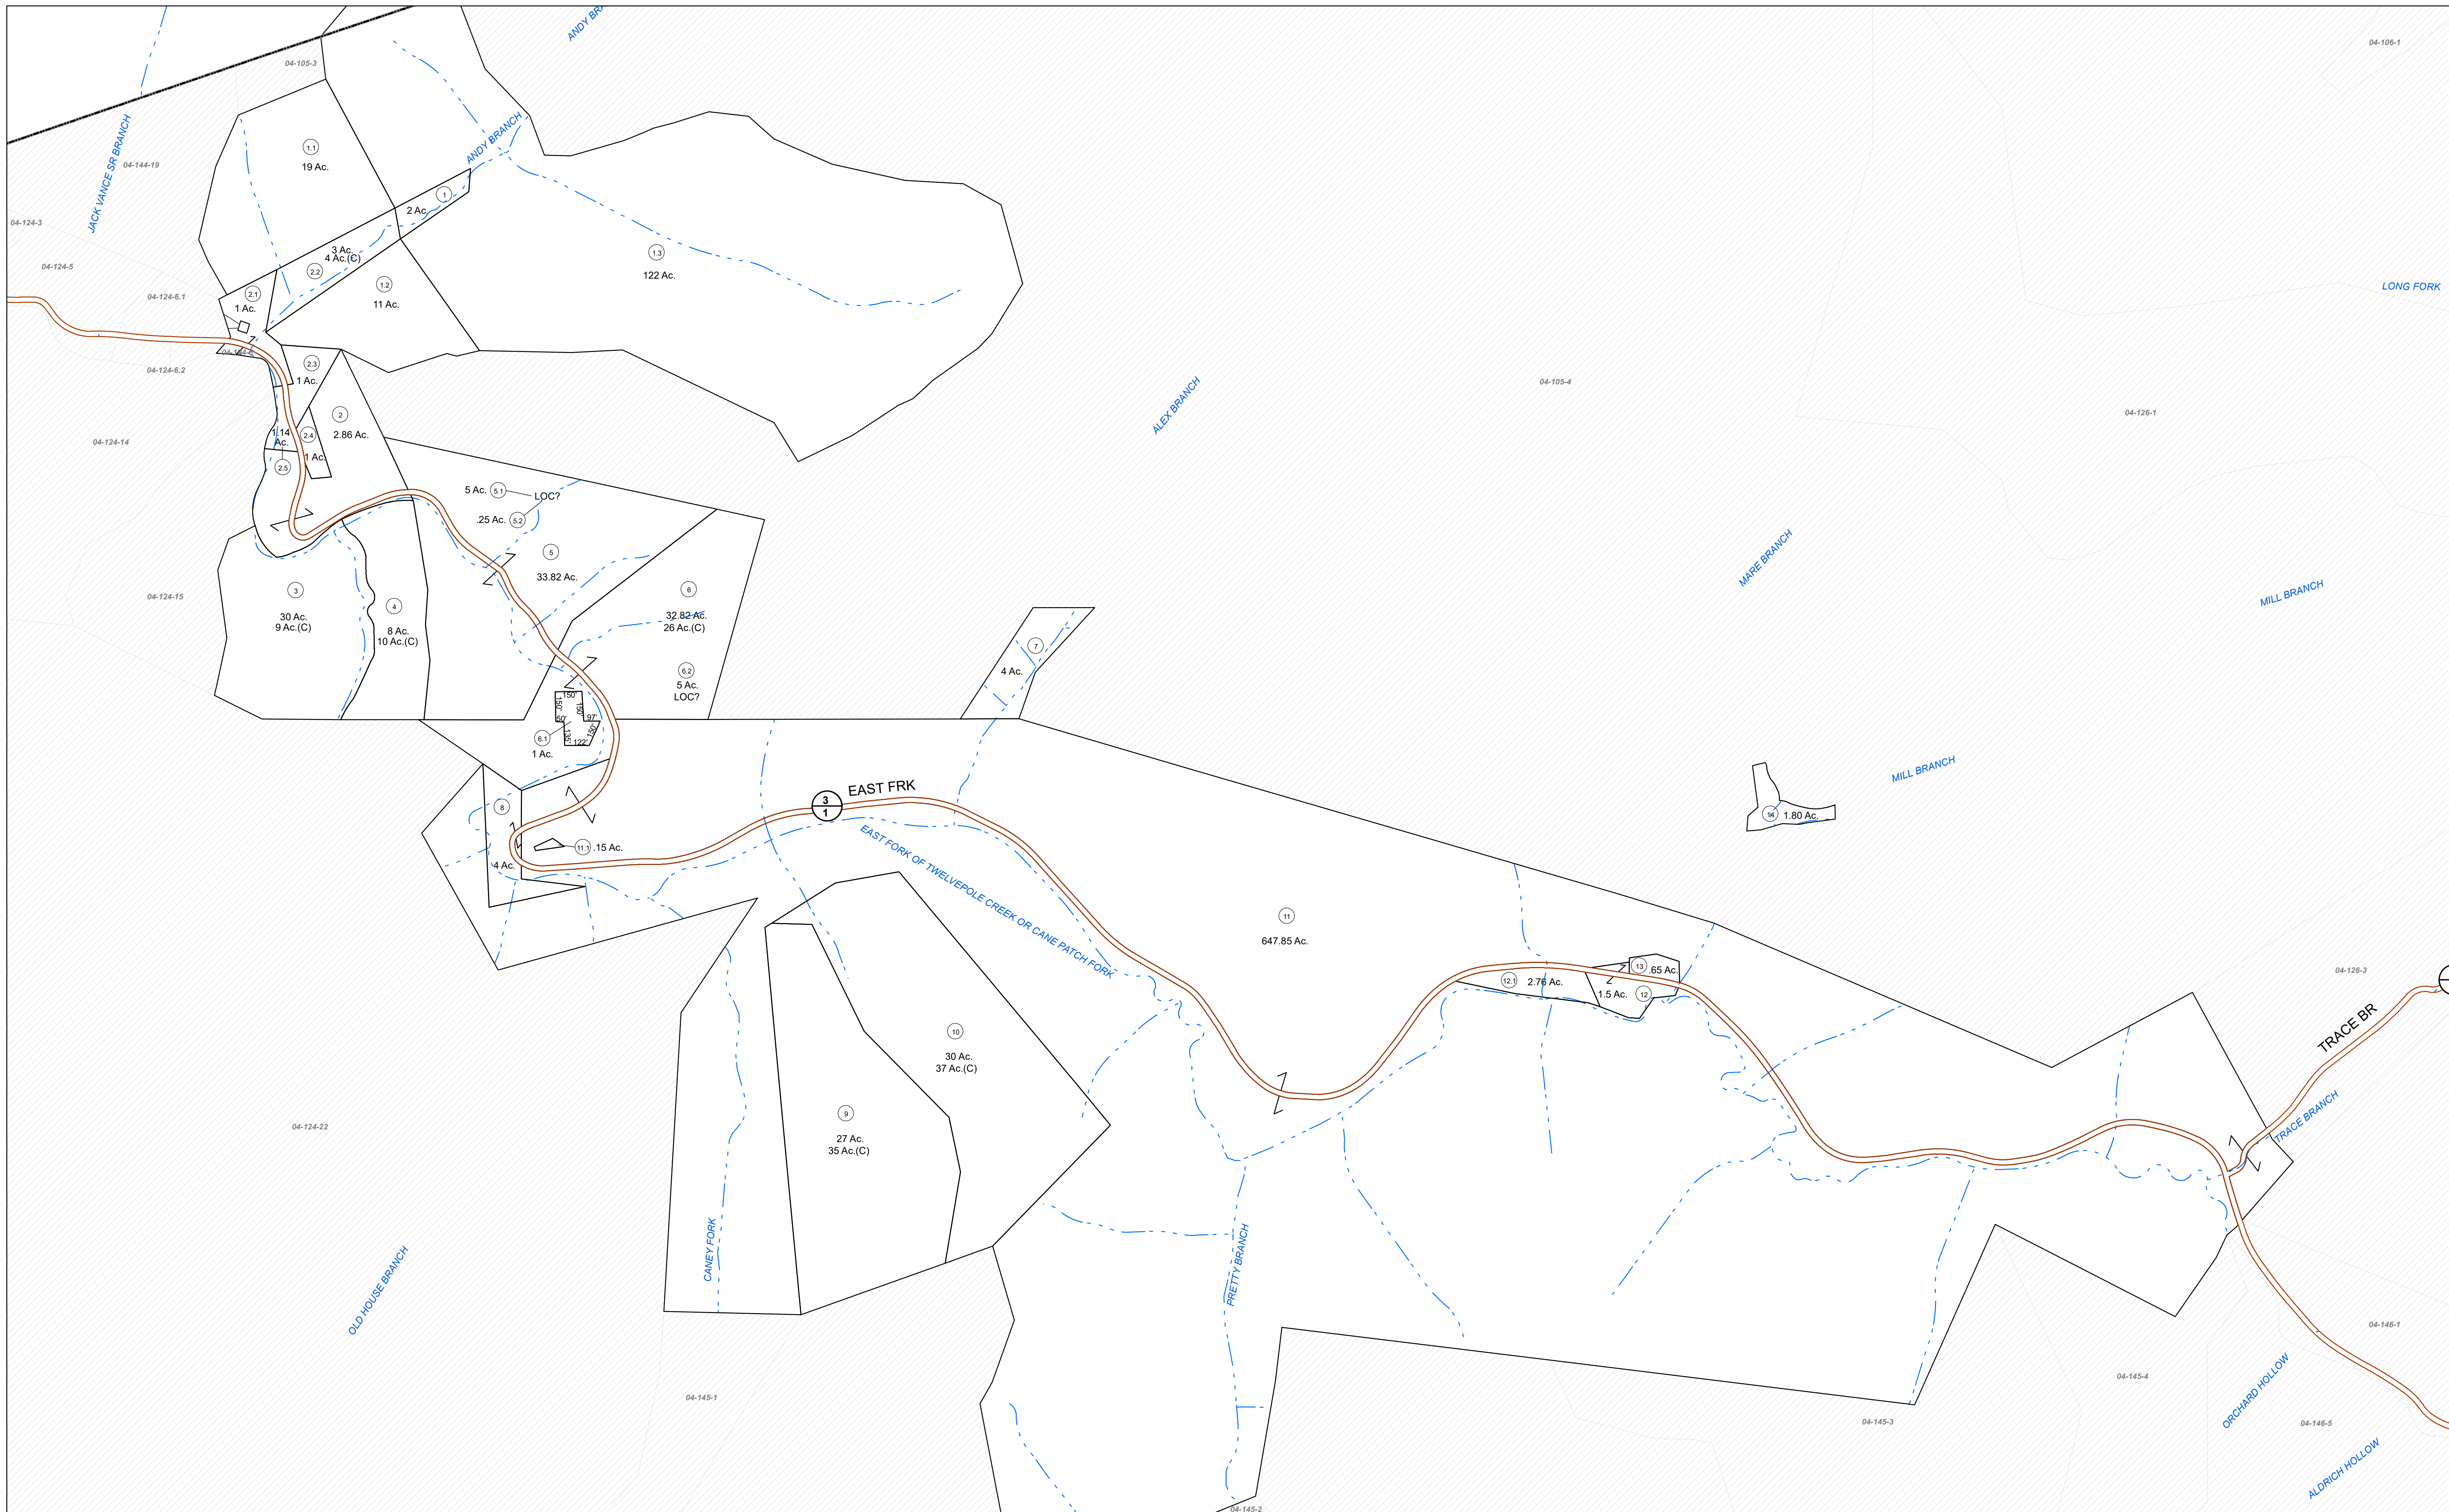 ANDY BR
04-106-1
04-105-3
ANDY BRANCH
JACK VANCE SR BRANCH
04-144-19
1.1
19 Ac.
1
2 Ac.
04-124-3
3 Ac.
4 Ac.(C)
2.2
1.3
122 Ac.
04-124-5
1.2
11 Ac.
LONG FORK
04-124-6.1
2.1
1 Ac.
04-124-6.2
2.3
1 Ac.
04-105-4
ALEX BRANCH
04-126-1
2
2.86 Ac.
2.4
1 Ac.
1.14
Ac.
2.5
04-124-14
5 Ac.
5.1
LOC?
.25 Ac.
5.2
5
33.82 Ac.
MARE BRANCH
MILL BRANCH
04-124-15
3
30 Ac.
9 Ac.(C)
4
8 Ac.
10 Ac.(C)
6
32.82 Ac.
26 Ac.(C)
6.2
5 Ac.
LOC?
7
4 Ac.
150'
150'
150'
50'
97'
135'
150'
122'
6.1
1 Ac.
MILL BRANCH
3
1
EAST FRK
8
4 Ac.
11.1
.15 Ac.
14
1.80 Ac.
EAST FORK OF TWELVEPOLE CREEK OR CANE PATCH FORK
11
647.85 Ac.
12.1
2.76 Ac.
13
.65 Ac.
1.5 Ac.
12
04-126-3
TRACE BR
10
30 Ac.
37 Ac.(C)
9
27 Ac.
35 Ac.(C)
TRACE BRANCH
04-124-22
CANEY FORK
PRETTY BRANCH
OLD HOUSE BRANCH
04-146-1
04-145-1
04-145-4
ORCHARD HOLLOW
04-145-3
04-146-5
ALDRICH HOLLOW
04-145-2